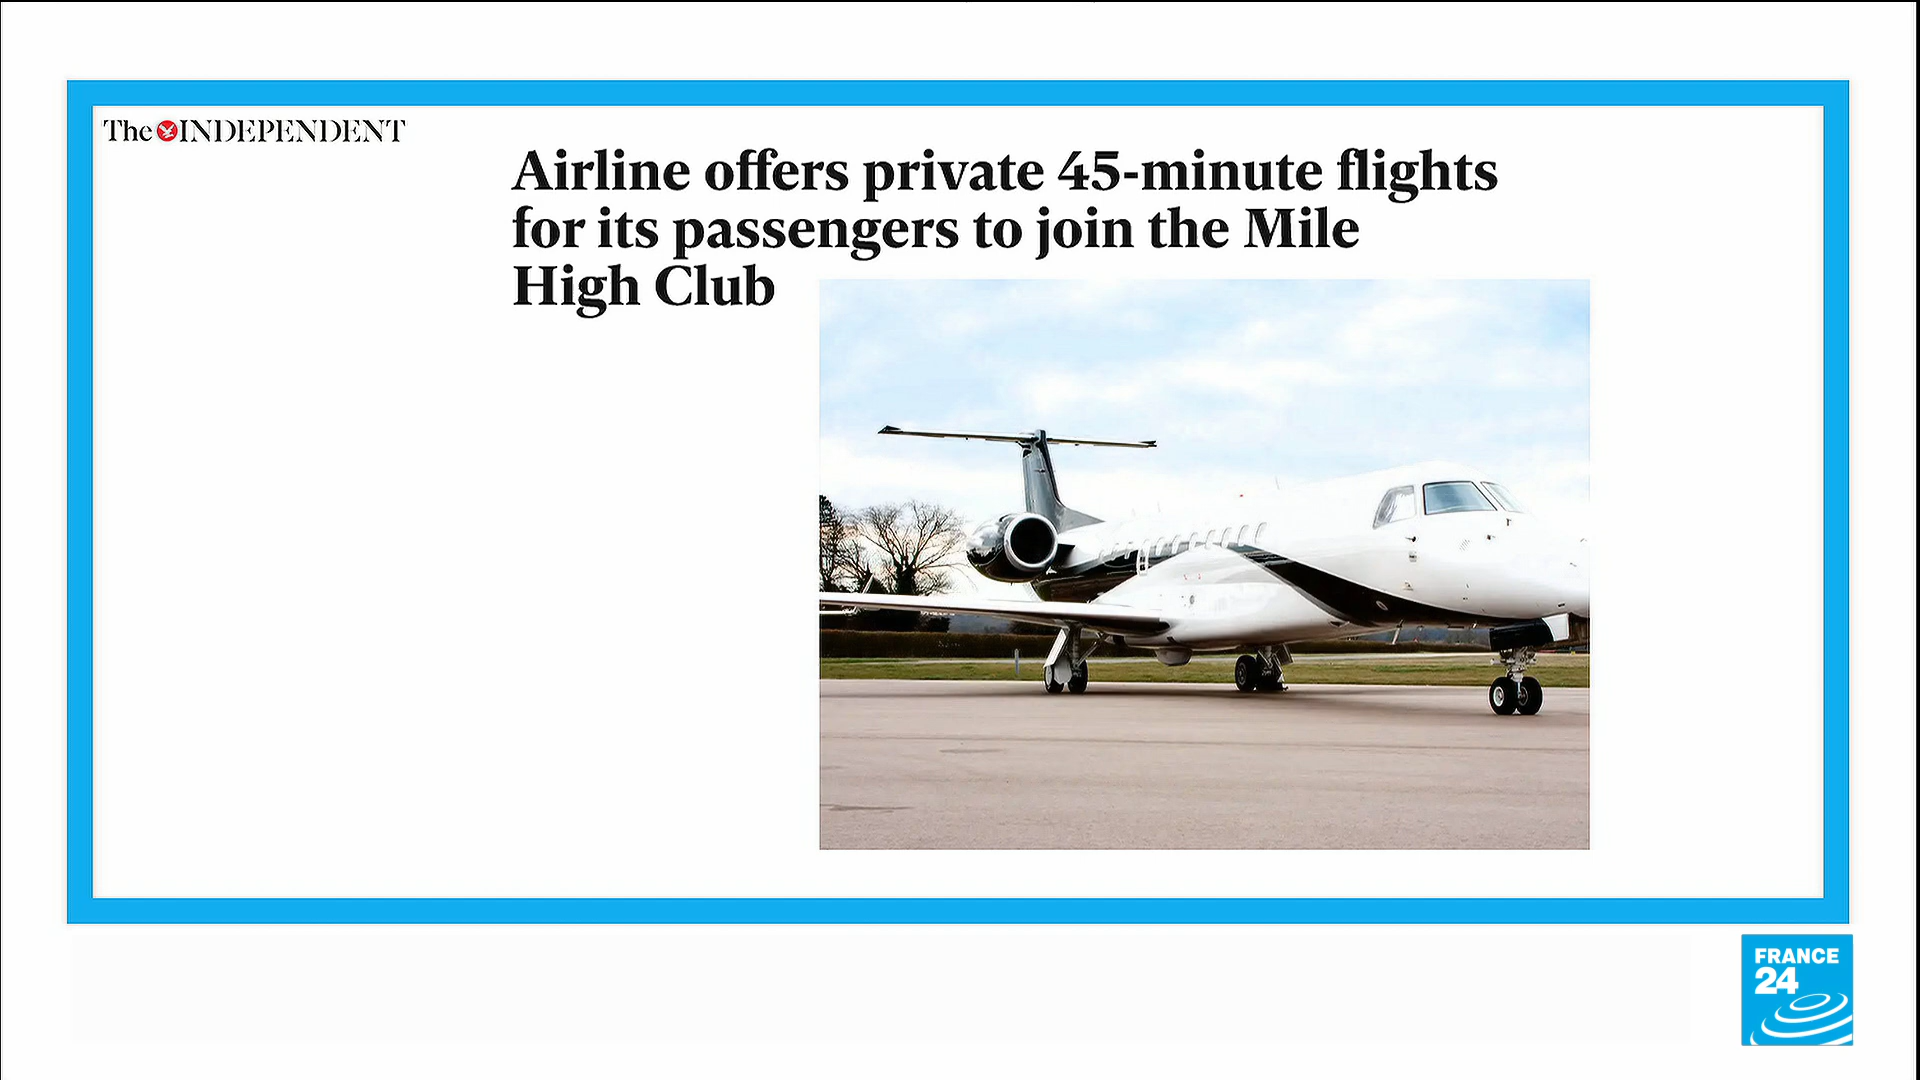 The INDEPENDENT
Airline offers private 45-minute flights
for its passengers to join the Mile
High Club
FRANCE
24